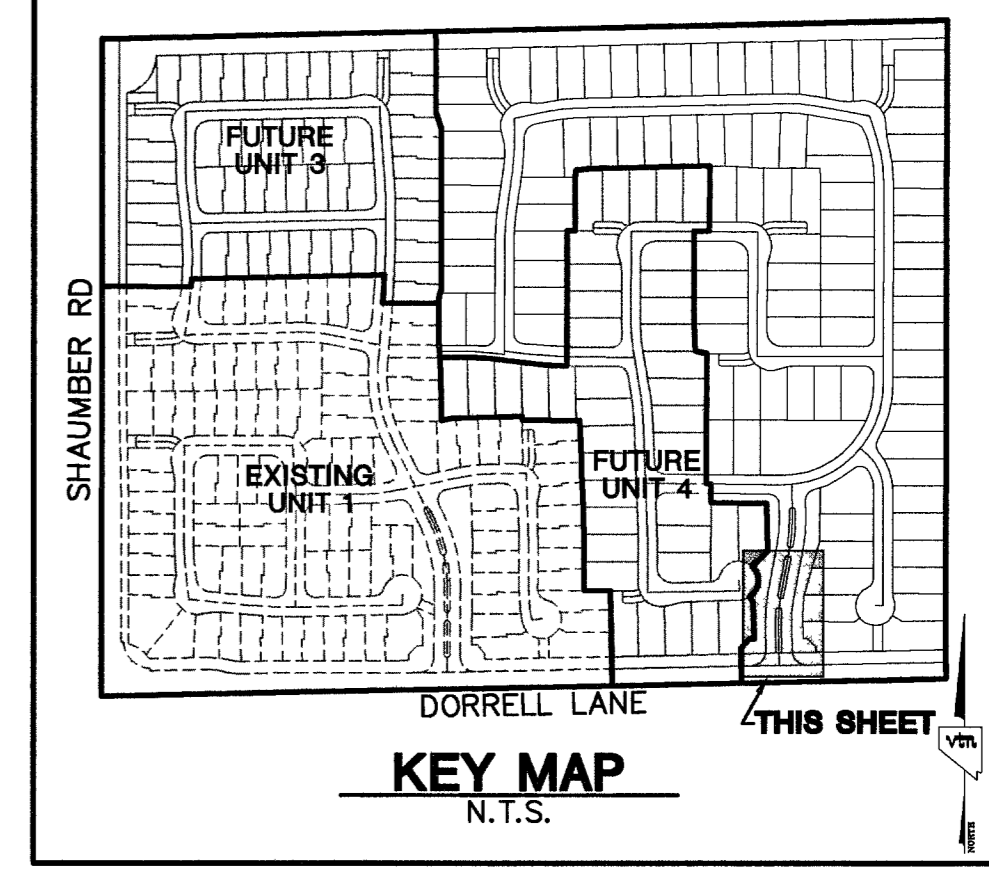 FUTURE
UNIT 3
SHAUMBER RD
EXISTING
UNIT 1
FUTURE
UNIT 4
DORRELL LANE
THIS SHEET
vtn
KEY MAP
N.T.S.
NORTH